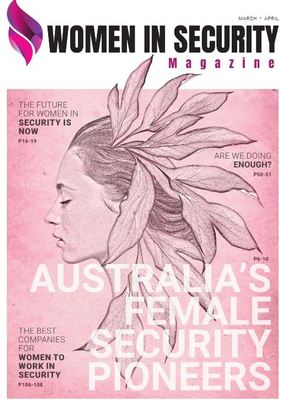 MARCH • APRIL
WOMEN IN SECURITY
Magazine
THE FUTURE
FOR WOMEN IN
SECURITY IS
NOW
P16-19
ARE WE DOING
ENOUGH?
P50-51
P6-10
AUSTRALIA'S
FEMALE
SECURITY
PIONEERS
THE BEST
COMPANIES
FOR
WOMEN TO
WORK IN
SECURITY
P106-108